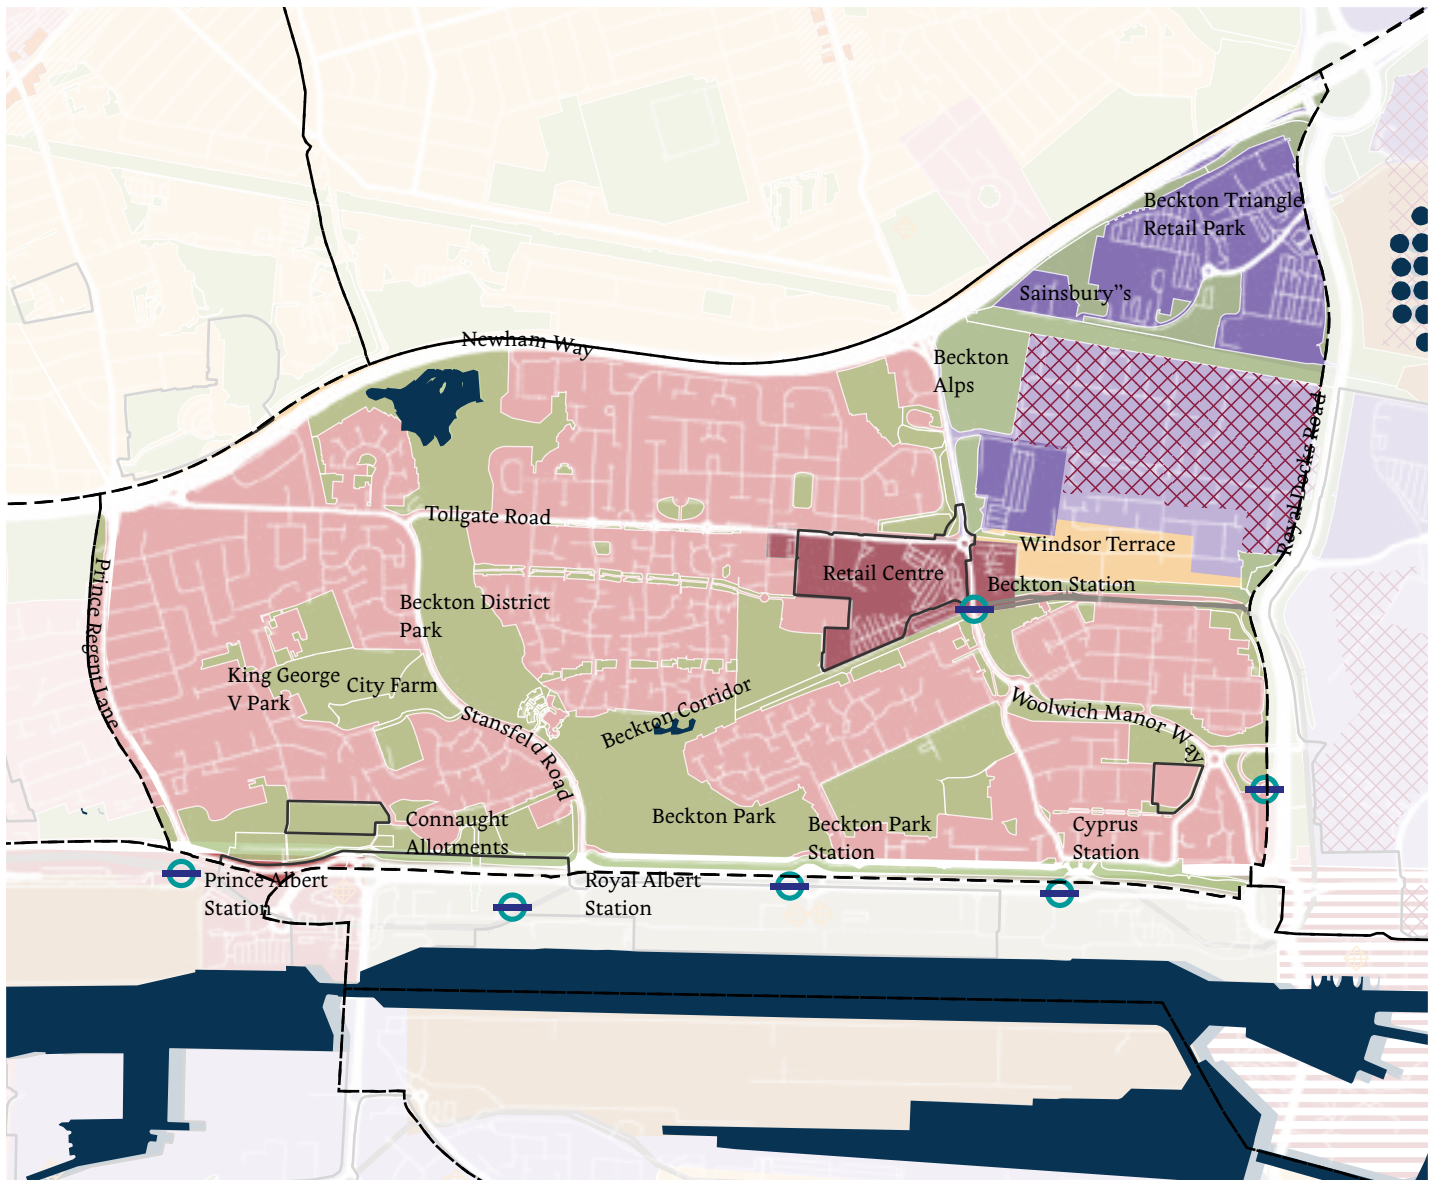 Beckton Triangle
Retail Park
Sainsbury"s
Newham Way
Beckton
Alps
Royal Docks Road
Tollgate Road
Windsor Terrace
Retail Centre
Beckton Station
Prince Regent Lane
Beckton District
Park
King George
V Park
City Farm
Beckton Corridor
Woolwich Manor Way
Stansfeld Road
Connaught
Allotments
Beckton Park
Beckton Park
Station
Cyprus
Station
Prince Albert
Station
Royal Albert
Station